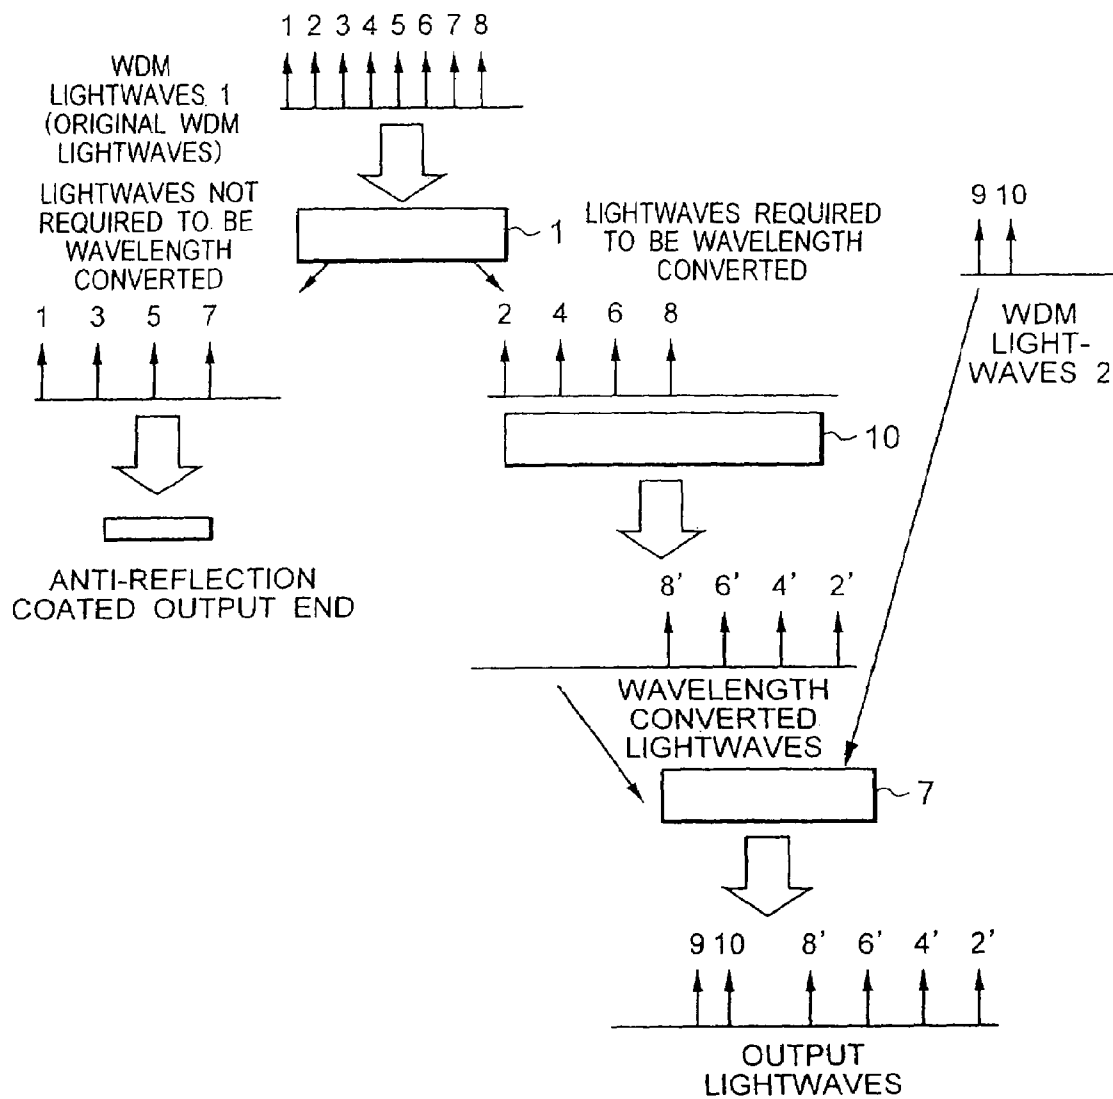 1 2 3 4 5 6 7 8
WDM
LIGHTWAVES 1
(ORIGINAL WDM
LIGHTWAVES)
LIGHTWAVES NOT
REQUIRED TO BE
WAVELENGTH
CONVERTED
1
LIGHTWAVES REQUIRED
TO BE WAVELENGTH
CONVERTED
9 10
WDM
LIGHT-
WAVES 2
1 3 5 7
2 4 6 8
10
ANTI-REFLECTION
COATED OUTPUT END
8' 6' 4' 2'
WAVELENGTH
CONVERTED
LIGHTWAVES
7
9 10 8' 6' 4' 2'
OUTPUT
LIGHTWAVES